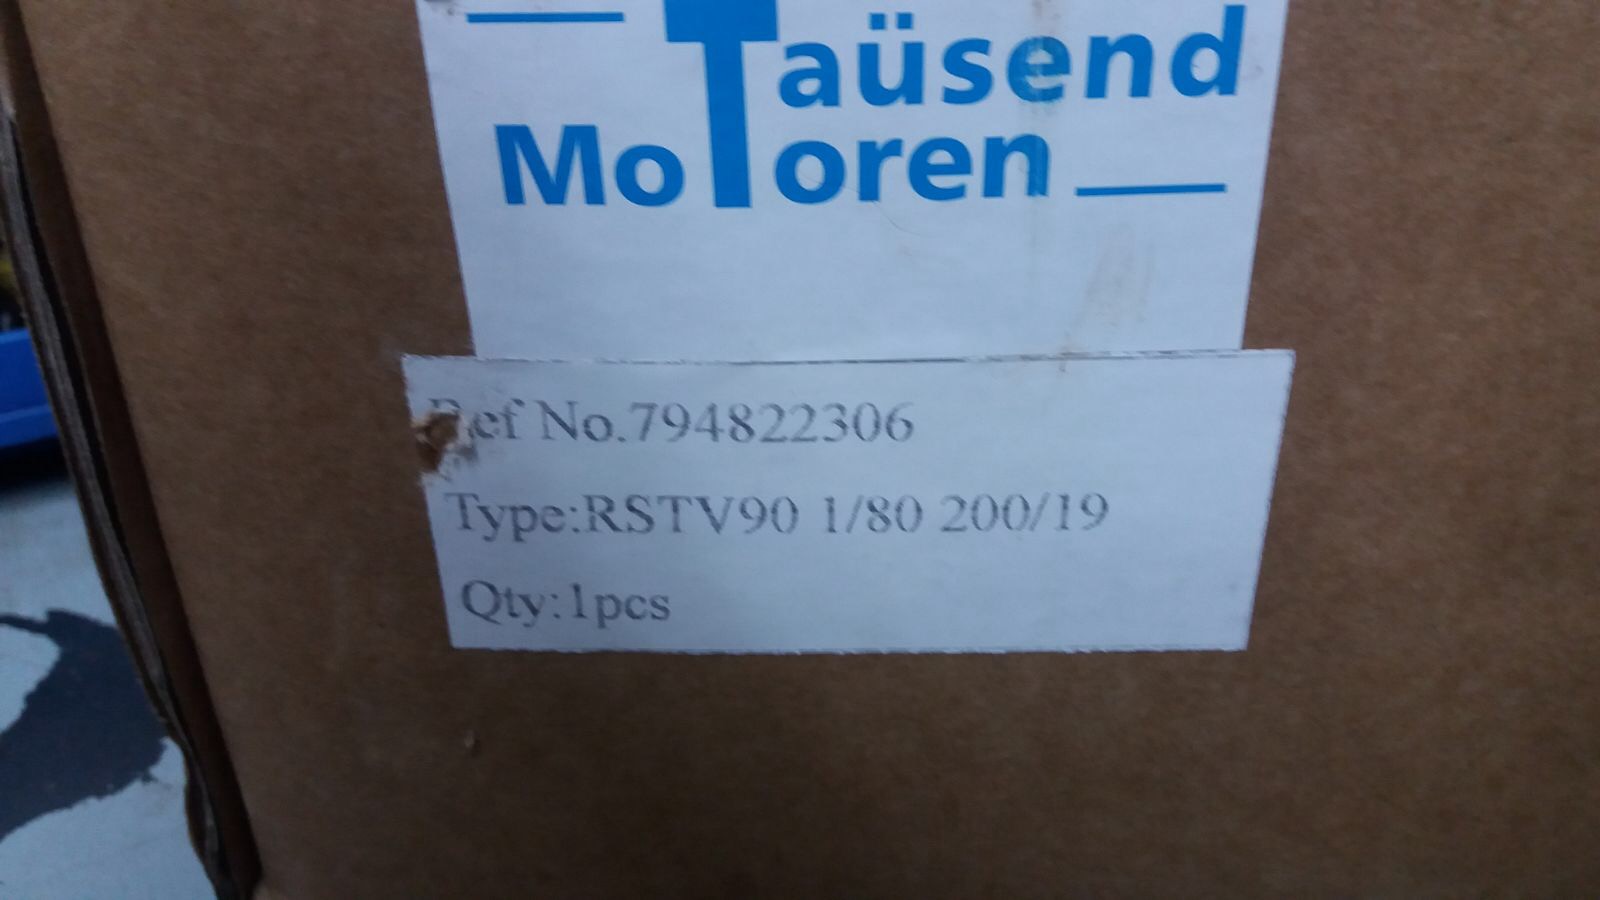 Taüsend
MoToren
Ref No.794822306
Type:RSTV90 1/80 200/19
Qty:1pcs